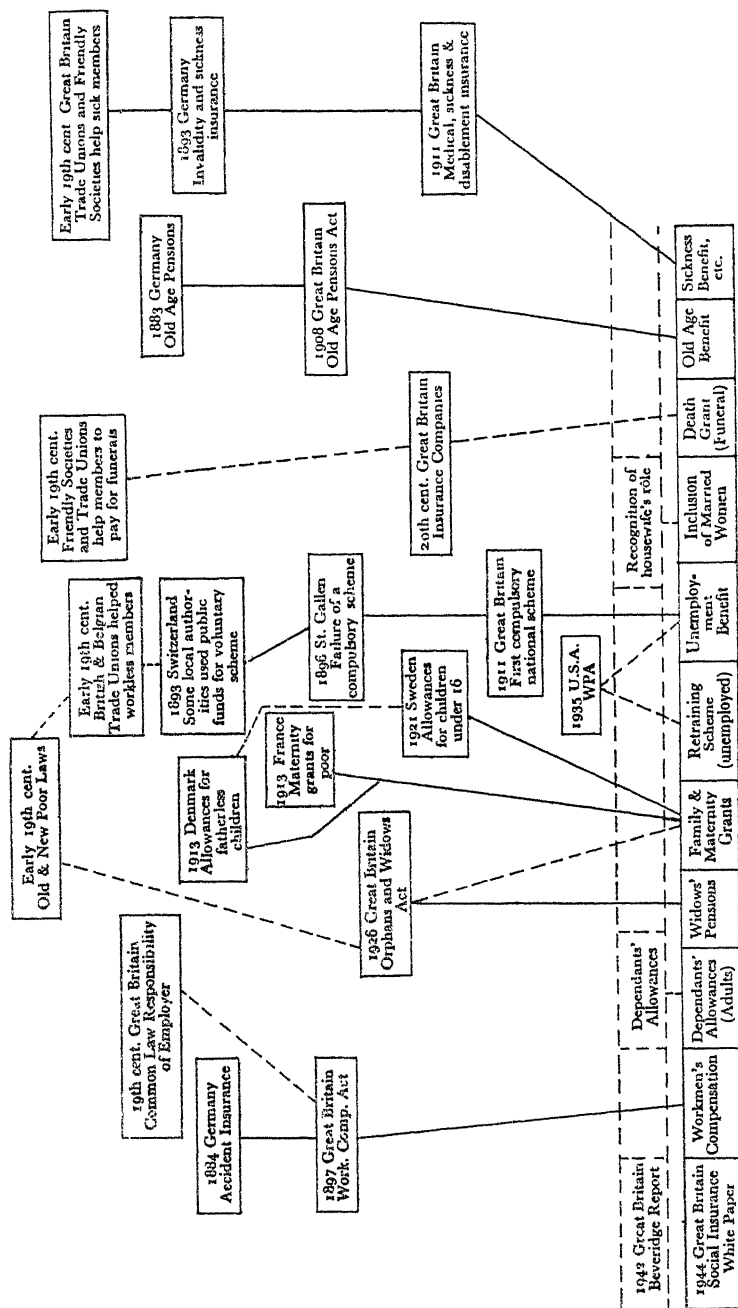 Early 19th cent. Great Britain
Trade Unions and Friendly
Societies help sick members
1893 Germany
Invalidity and sickness
insurance
1911 Great Britain
Medical, sickness &
disablement insurance
1883 Germany
Old Age Pensions
1908 Great Britain
Old Age Pensions Act
Early 19th cent.
Friendly Societies
and Trade Unions
help members to
pay for funerals
20th cent. Great Britain
Insurance Companies
Early 19th cent.
British & Belgian
Trade Unions helped
workless members
1893 Switzerland
Some local author-
ities used public
funds for voluntary
scheme
1896 St. Gallen
Failure of a
compulsory scheme
1911 Great Britain
First compulsory
national scheme
1935 U.S.A.
WPA
Early 19th cent.
Old & New Poor Laws
1913 Denmark
Allowances for
fatherless
children
1913 France
Maternity
grants for
poor
1921 Sweden
Allowances
for children
under 16
1926 Great Britain
Orphans and Widows
Act
19th cent. Great Britain
Common Law Responsibility
of Employer
1884 Germany
Accident Insurance
1897 Great Britain
Work. Comp. Act
1942 Great Britain
Beveridge Report
Dependants'
Allowances
Recognition of
housewife's rôle
1944 Great Britain
Social Insurance
White Paper
Workmen's
Compensation
Dependants'
Allowances
(Adults)
Widows'
Pensions
Family &
Maternity
Grants
Retraining
Scheme
(unemployed)
Unemploy-
ment
Benefit
Inclusion
of Married
Women
Death
Grant
(Funeral)
Old Age
Benefit
Sickness
Benefit,
etc.